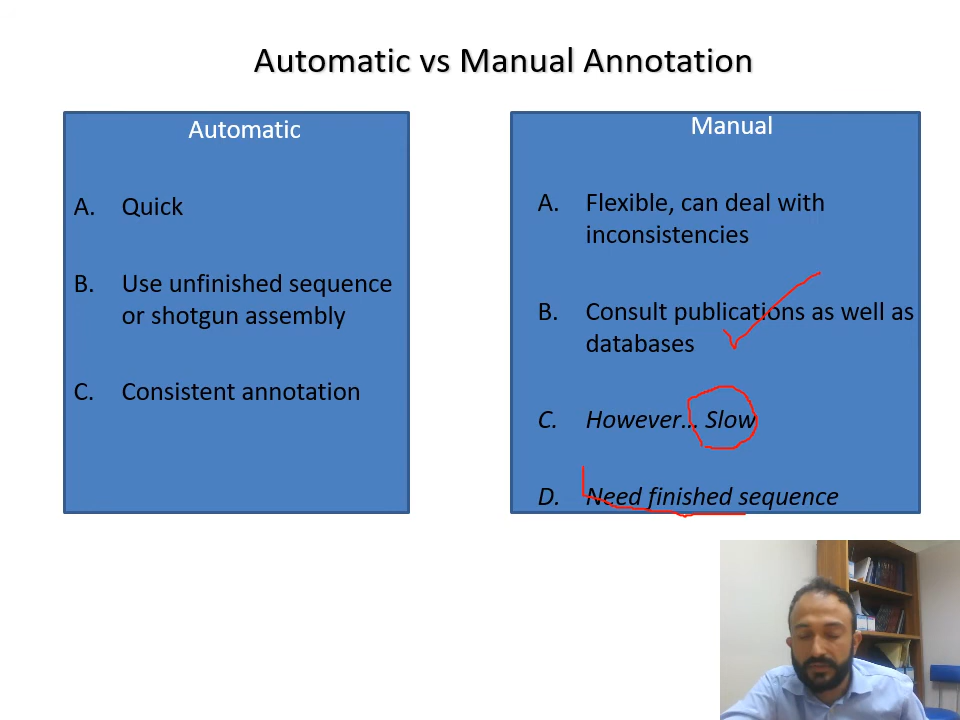 Automatic vs Manual Annotation
Automatic
A. Quick
B. Use unfinished sequence
or shotgun assembly
C. Consistent annotation
Manual
A. Flexible, can deal with
inconsistencies
B. Consult publications as well as
databases
C. However... Slow
D. Need finished sequence